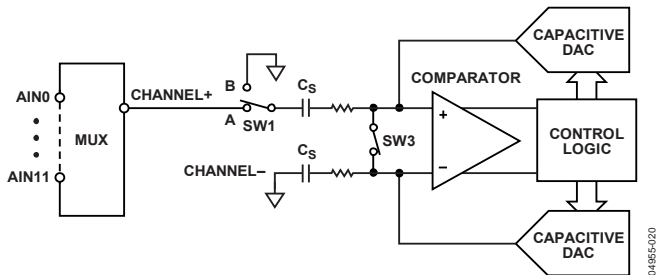 CAPACITIVE
DAC
COMPARATOR
B
CS
AIN0
CHANNEL+
A
SW1
+
MUX
SW3
CONTROL
LOGIC
CS
CHANNEL–
–
AIN11
CAPACITIVE
DAC
04955-020